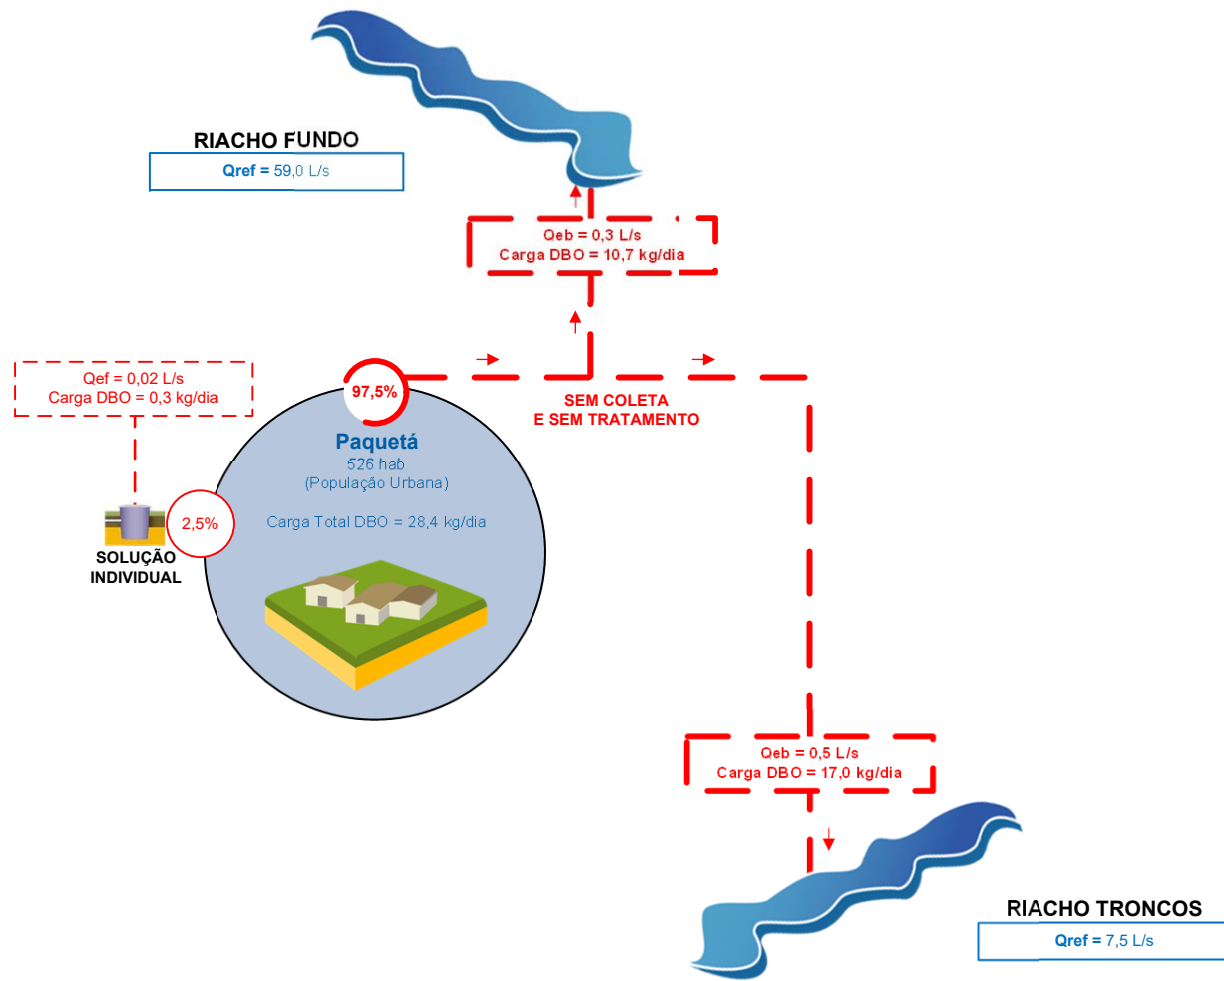 RIACHO FUNDO
Qref = 59,0 L/s
Qeb = 0,3 L/s
Carga DBO = 10,7 kg/dia
Qef = 0,02 L/s
Carga DBO = 0,3 kg/dia
97,5%
SEM COLETA
E SEM TRATAMENTO
Paquetá
526 hab
(População Urbana)
Carga Total DBO = 28,4 kg/dia
2,5%
SOLUÇÃO
INDIVIDUAL
Qeb = 0,5 L/s
Carga DBO = 17,0 kg/dia
RIACHO TRONCOS
Qref = 7,5 L/s